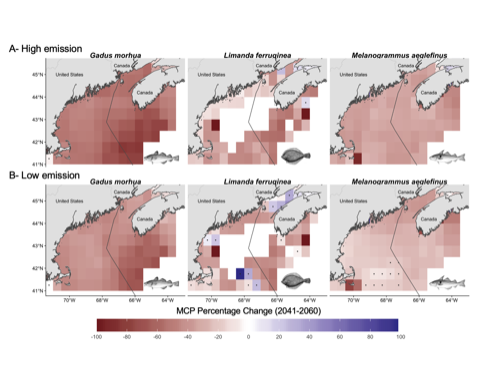 A- High emission
Gadus morhua
Limanda ferruginea
Melanogrammus aeglefinus
45°N
44°N
43°N
42°N
41°N
United States
Canada
Canada
United States
Canada
Canada
United States
Canada
Canada
B- Low emission
Gadus morhua
Limanda ferruginea
Melanogrammus aeglefinus
45°N
44°N
43°N
42°N
41°N
United States
Canada
Canada
United States
Canada
Canada
United States
Canada
Canada
70°W 68°W 66°W 64°W
70°W 68°W 66°W 64°W
70°W 68°W 66°W 64°W
MCP Percentage Change (2041-2060)
-100 -80 -60 -40 -20 0 20 40 60 80 100